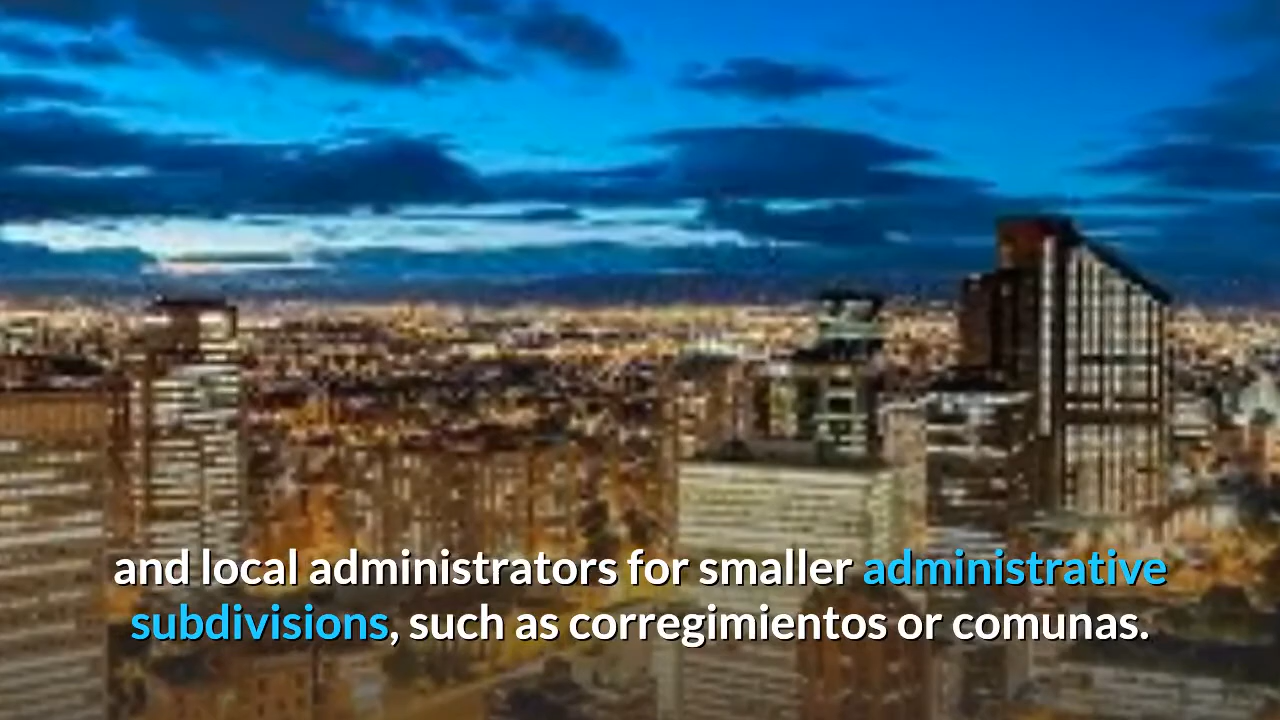 and local administrators for smaller administrative
subdivisions, such as corregimientos or comunas.